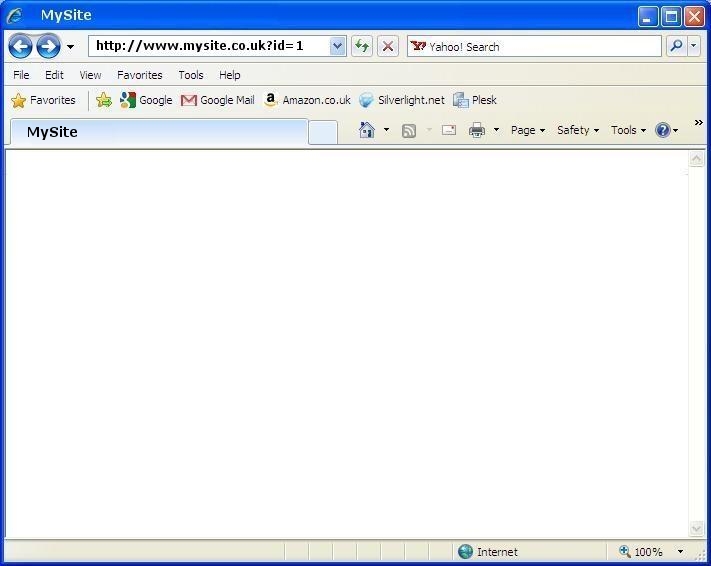 MySite
http://www.mysite.co.uk?id=1 Yahoo! Search
File Edit View Favorites Tools Help
Favorites Google Google Mail Amazon.co.uk Silverlight.net Plesk
MySite Page Safety Tools
Internet 100%